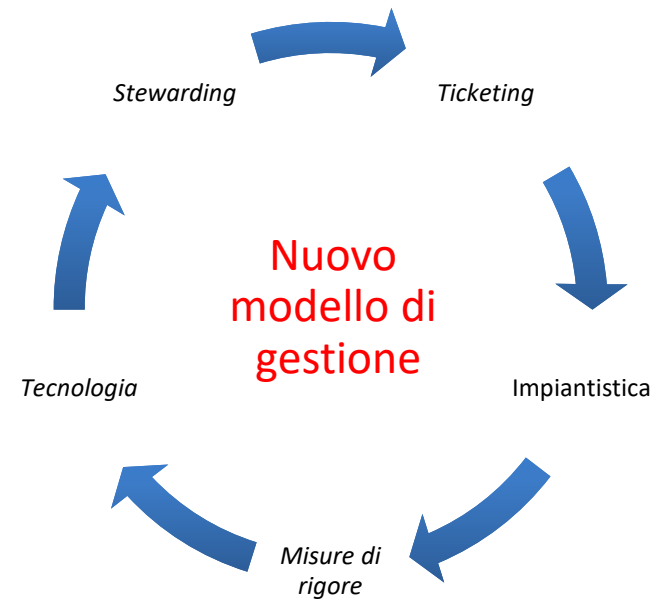 Stewarding
Ticketing
Nuovo
modello di
gestione
Tecnologia
Impiantistica
Misure di
rigore